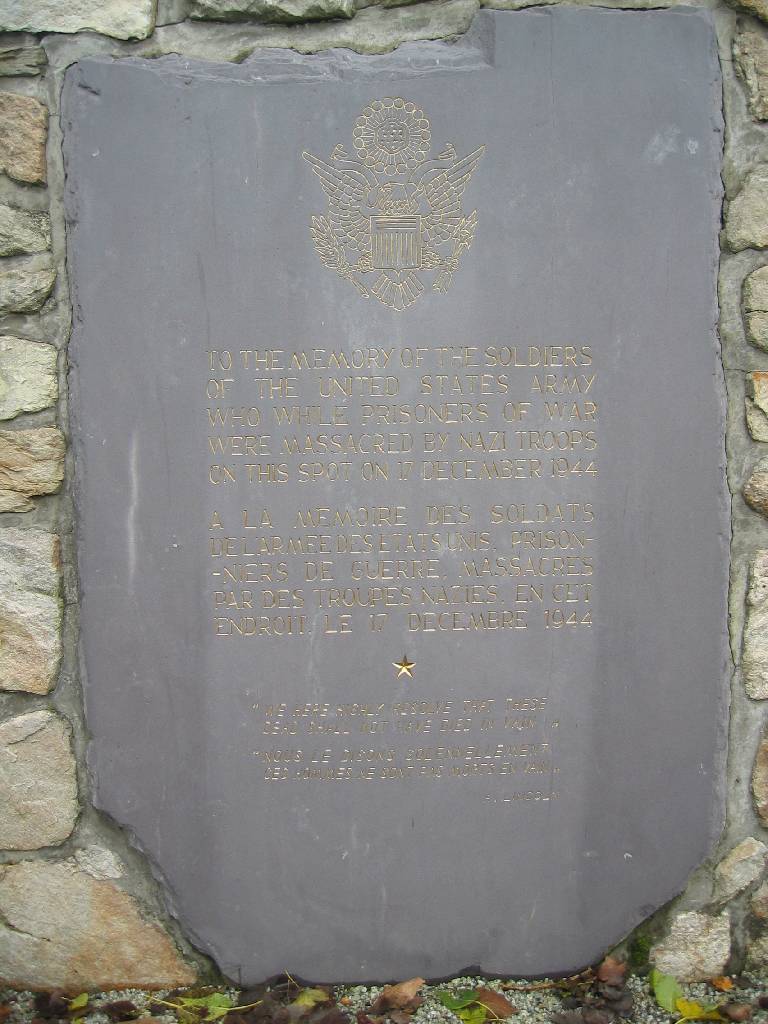 TO THE MEMORY OF THE SOLDIERS
OF THE UNITED STATES ARMY
WHO WHILE PRISONERS OF WAR
WERE MASSACRED BY NAZI TROOPS
ON THIS SPOT ON 17 DECEMBER 1944
A LA MEMOIRE DES SOLDATS
DE L'ARMEE DES ETATS UNIS, PRISON-
-NIERS DE GUERRE, MASSACRES
PAR DES TROUPES NAZIES, EN CET
ENDROIT, LE 17 DECEMBRE 1944
"WE HERE HIGHLY RESOLVE THAT THESE
DEAD SHALL NOT HAVE DIED IN VAIN"
"NOUS LE DISONS SOLENNELLEMENT,
CES HOMMES NE SONT PAS MORTS EN VAIN"
A. LINCOLN